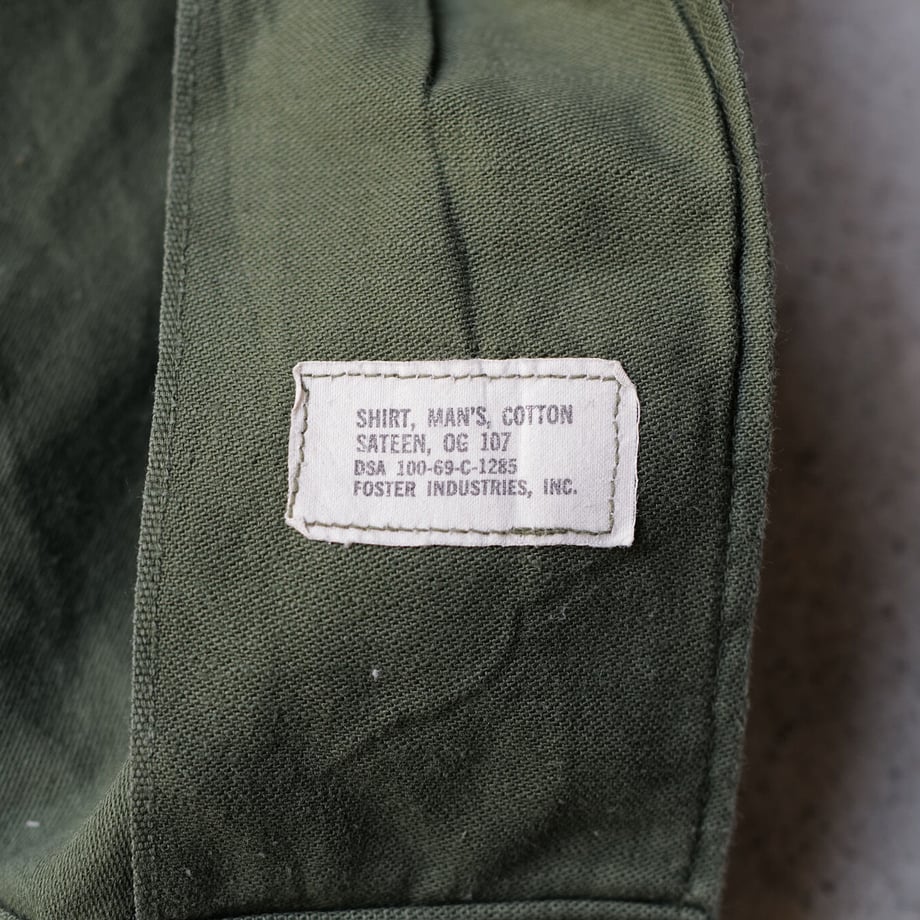 SHIRT, MAN'S, COTTON
SATEEN, OG 107
DSA 100-69-C-1285
FOSTER INDUSTRIES, INC.